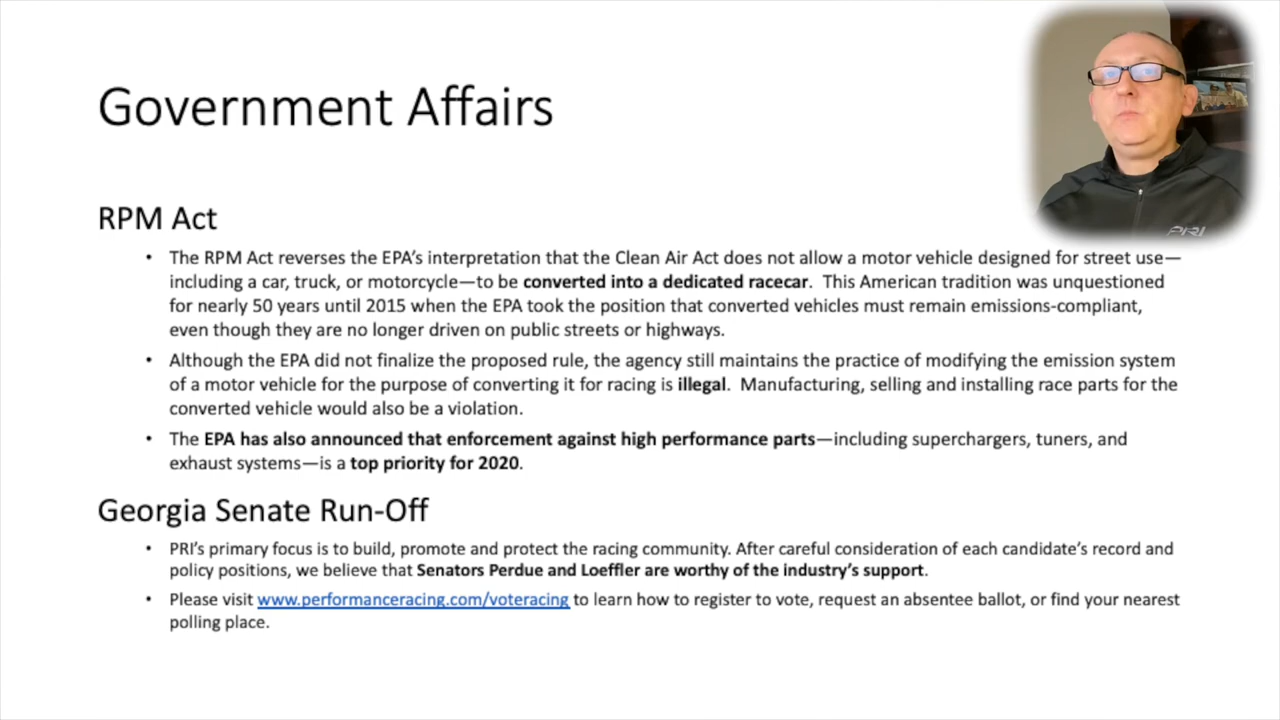 Government Affairs
RPM Act
• The RPM Act reverses the EPA's interpretation that the Clean Air Act does not allow a motor vehicle designed for street use—
including a car, truck, or motorcycle—to be converted into a dedicated racecar.  This American tradition was unquestioned
for nearly 50 years until 2015 when the EPA took the position that converted vehicles must remain emissions-compliant,
even though they are no longer driven on public streets or highways.
• Although the EPA did not finalize the proposed rule, the agency still maintains the practice of modifying the emission system
of a motor vehicle for the purpose of converting it for racing is illegal.  Manufacturing, selling and installing race parts for the
converted vehicle would also be a violation.
• The EPA has also announced that enforcement against high performance parts—including superchargers, tuners, and
exhaust systems—is a top priority for 2020.
Georgia Senate Run-Off
• PRI's primary focus is to build, promote and protect the racing community. After careful consideration of each candidate's record and
policy positions, we believe that Senators Perdue and Loeffler are worthy of the industry's support.
• Please visit www.performanceracing.com/voteracing to learn how to register to vote, request an absentee ballot, or find your nearest
polling place.
PRI